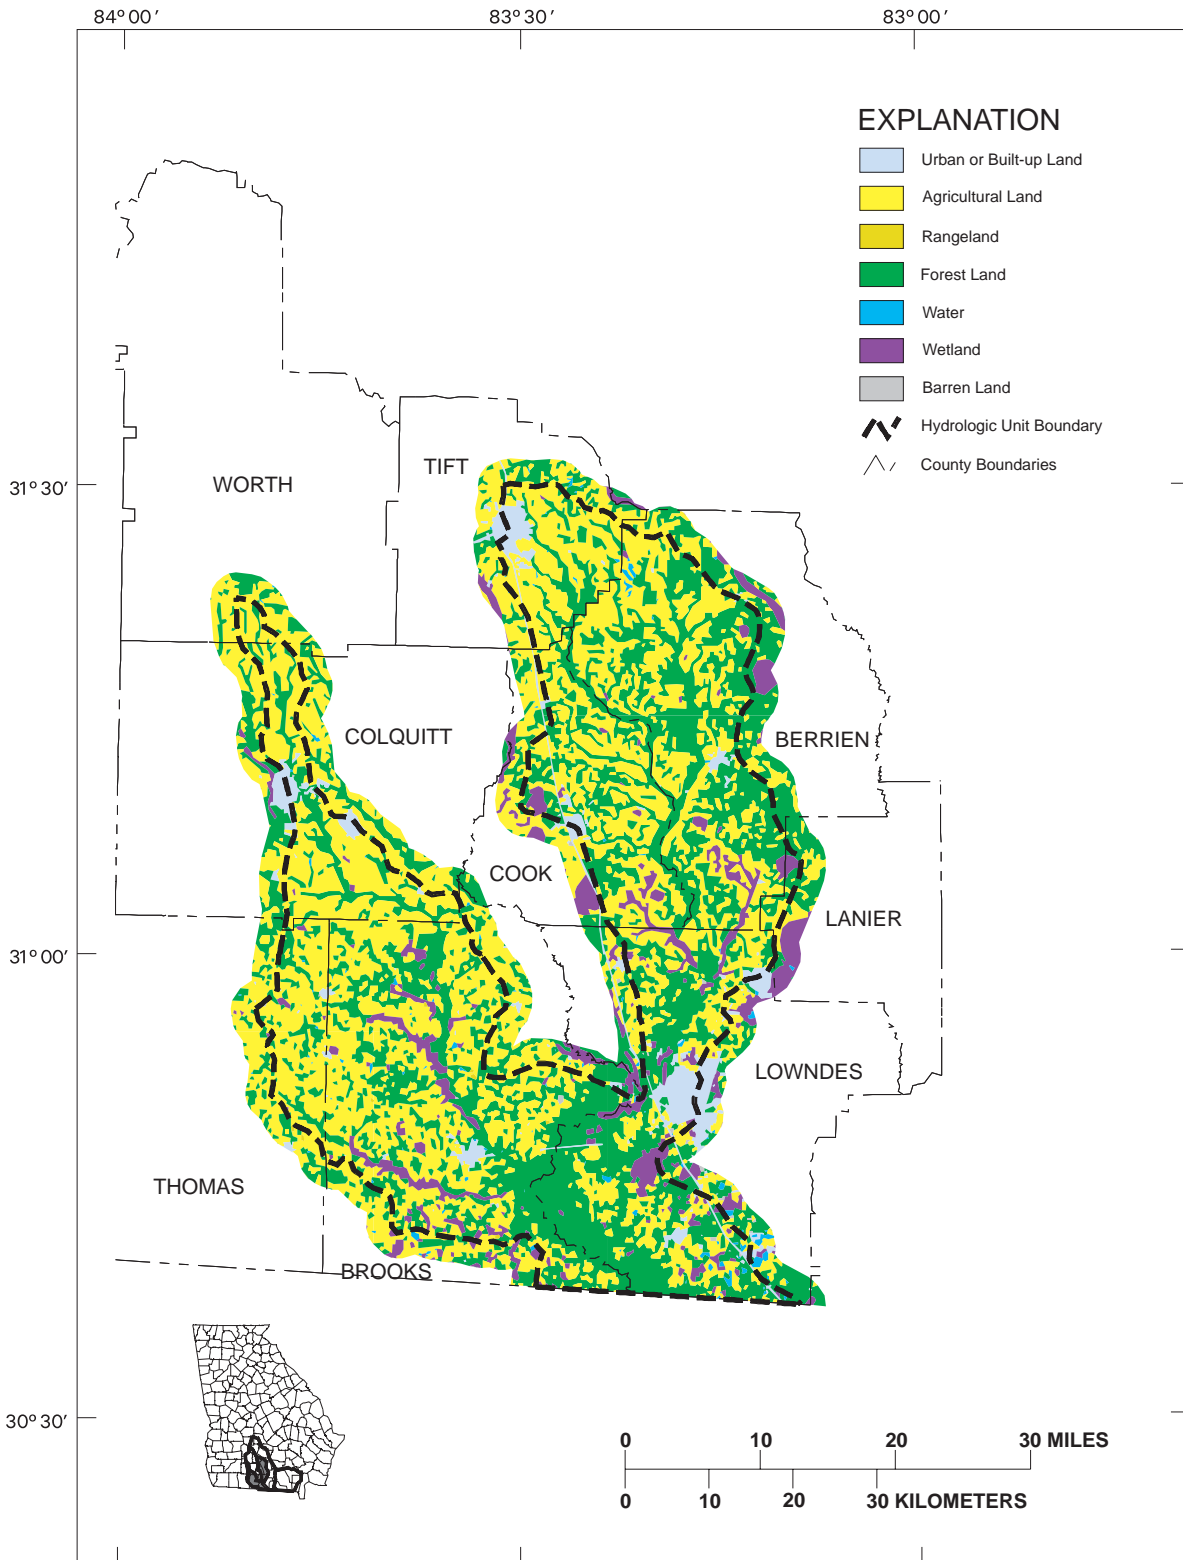 84°00′ 83°30′ 83°00′
EXPLANATION
Urban or Built-up Land
Agricultural Land
Rangeland
Forest Land
Water
Wetland
Barren Land
Hydrologic Unit Boundary
County Boundaries
31°30′
WORTH
TIFT
COLQUITT
BERRIEN
COOK
LANIER
31°00′
LOWNDES
THOMAS
BROOKS
30°30′
0 10 20 30 MILES
0 10 20 30 KILOMETERS